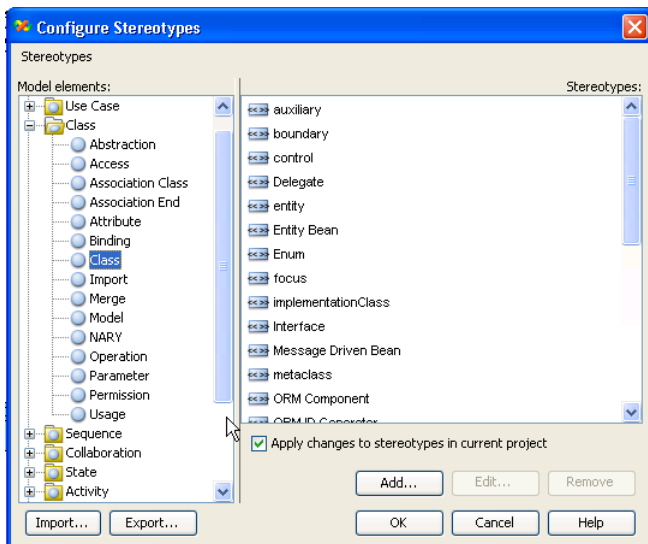 Configure Stereotypes
Stereotypes
Model elements:
Use Case
Class
Abstraction
Access
Association Class
Association End
Attribute
Binding
Class
Import
Merge
Model
NARY
Operation
Parameter
Permission
Usage
Sequence
Collaboration
State
Activity
Import...
Export...
Stereotypes:
«» auxiliary
«» boundary
«» control
«» Delegate
«» entity
«» Entity Bean
«» Enum
«» focus
«» implementationClass
«» Interface
«» Message Driven Bean
«» metaclass
«» ORM Component
«» ORM ID Generator
Apply changes to stereotypes in current project
Add...
Edit...
Remove
OK
Cancel
Help